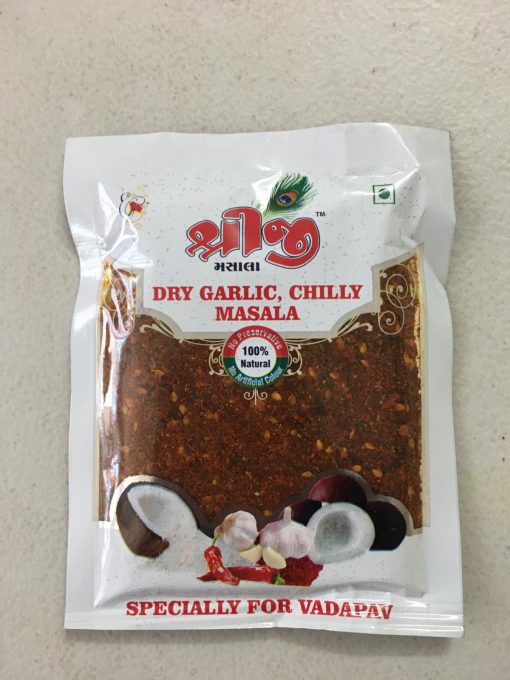 શ્રીજી
TM
મસાલા
DRY GARLIC, CHILLY
MASALA
No Preservative
100%
Natural
No Artificial Colour
SPECIALLY FOR VADAPAV